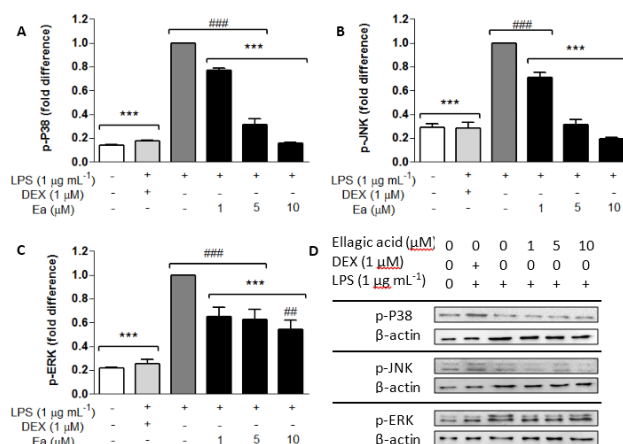 A
p-P38 (fold difference)
1.2
1.0
0.8
0.6
0.4
0.2
0.0
###
***
***
LPS (1 µg mL-1) - + + + + +
DEX (1 µM) - + - - - -
Ea (µM) - - - 1 5 10
B
p-JNK (fold difference)
1.2
1.0
0.8
0.6
0.4
0.2
0.0
###
***
***
LPS (1 µg mL-1) - + + + + +
DEX (1 µM) - + - - - -
Ea (µM) - - - 1 5 10
C
p-ERK (fold difference)
1.2
1.0
0.8
0.6
0.4
0.2
0.0
###
***
***
##
LPS (1 µg mL-1) - + + + + +
DEX (1 µM) - + - - - -
Ea (µM) - - - 1 5 10
D
Ellagic acid (µM) 0 0 0 1 5 10
DEX (1 µM) 0 + 0 0 0 0
LPS (1 µg mL-1) 0 + + + + +
p-P38
β-actin
p-JNK
β-actin
p-ERK
β-actin